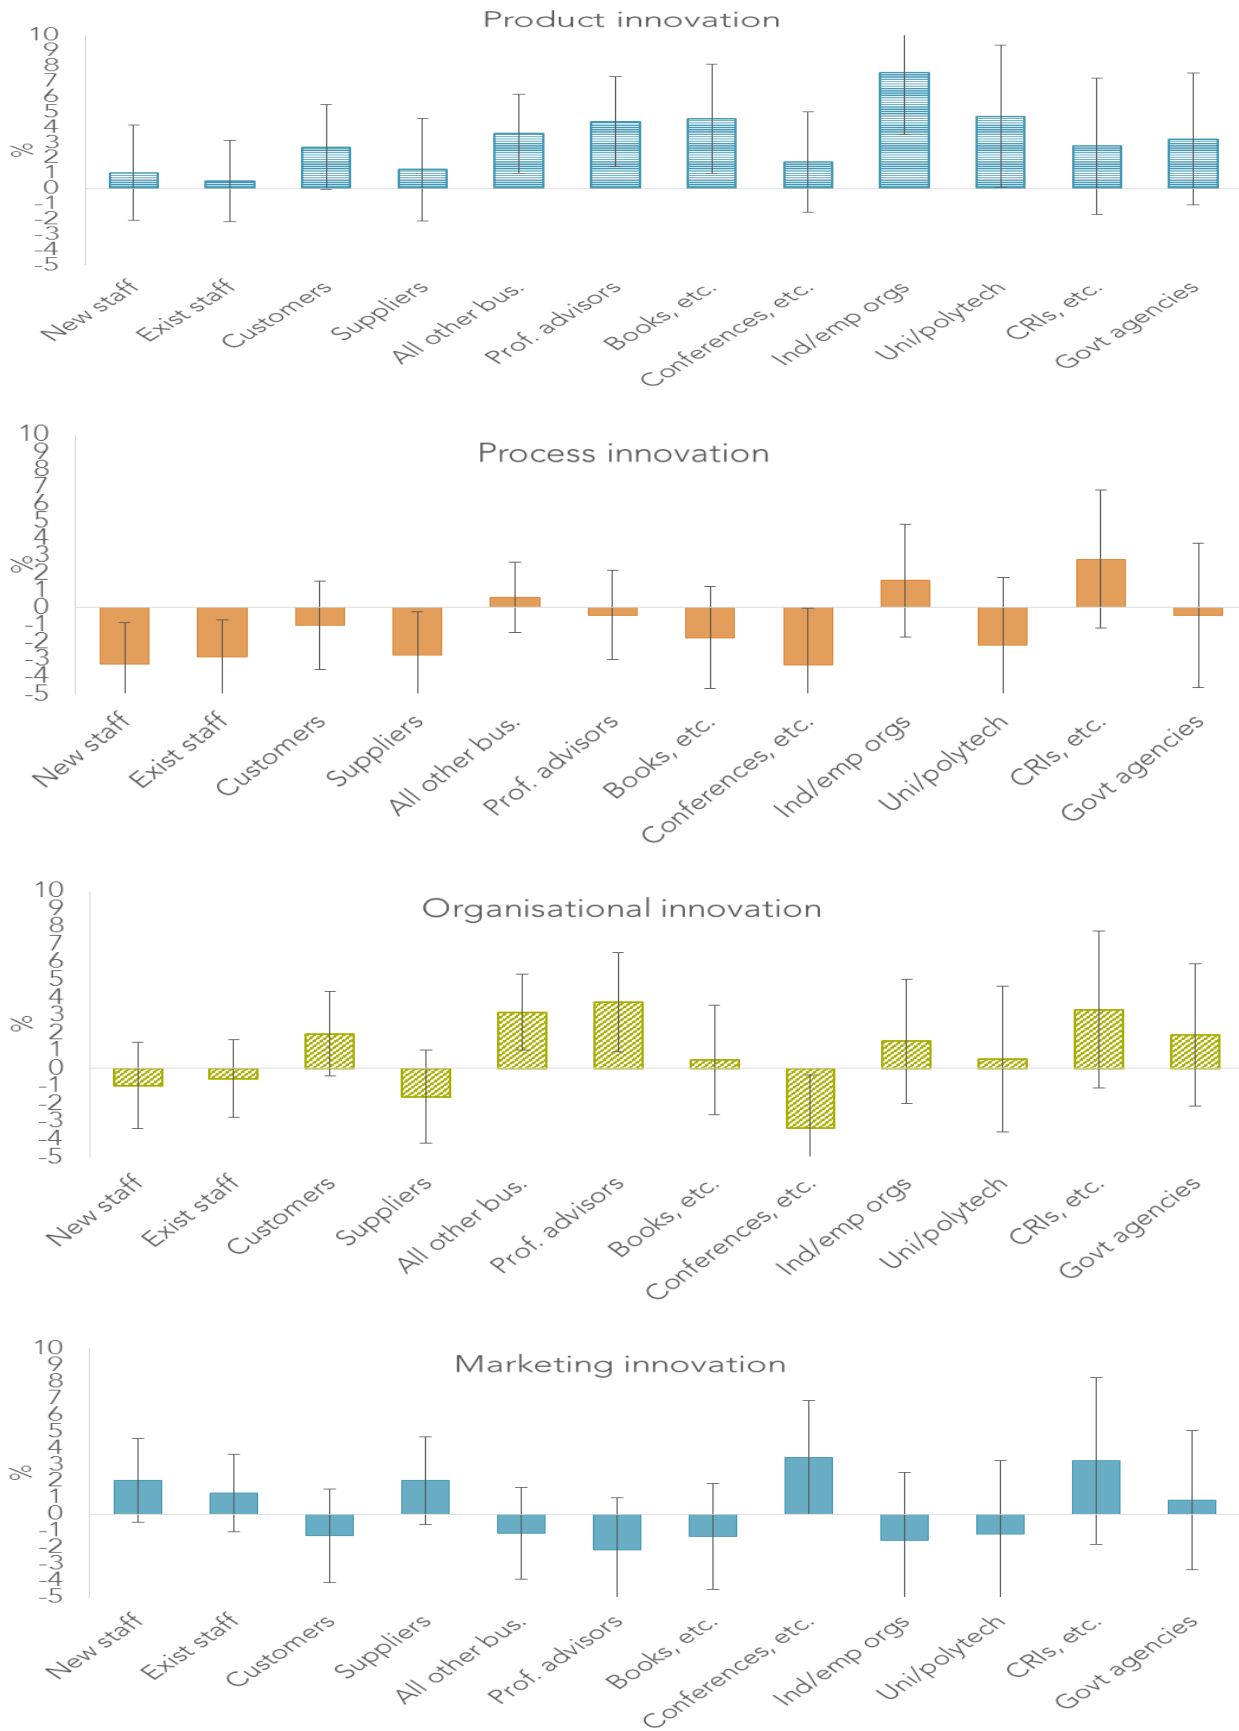 Product innovation
10
9
8
7
6
5
4
3
2
1
0
-1
-2
-3
-4
-5
%
New staff
Exist staff
Customers
Suppliers
All other bus.
Prof. advisors
Books, etc.
Conferences, etc.
Ind/emp orgs
Uni/polytech
CRIs, etc.
Govt agencies
Process innovation
10
9
8
7
6
5
4
3
2
1
0
-1
-2
-3
-4
-5
%
New staff
Exist staff
Customers
Suppliers
All other bus.
Prof. advisors
Books, etc.
Conferences, etc.
Ind/emp orgs
Uni/polytech
CRIs, etc.
Govt agencies
Organisational innovation
10
9
8
7
6
5
4
3
2
1
0
-1
-2
-3
-4
-5
%
New staff
Exist staff
Customers
Suppliers
All other bus.
Prof. advisors
Books, etc.
Conferences, etc.
Ind/emp orgs
Uni/polytech
CRIs, etc.
Govt agencies
Marketing innovation
10
9
8
7
6
5
4
3
2
1
0
-1
-2
-3
-4
-5
%
New staff
Exist staff
Customers
Suppliers
All other bus.
Prof. advisors
Books, etc.
Conferences, etc.
Ind/emp orgs
Uni/polytech
CRIs, etc.
Govt agencies